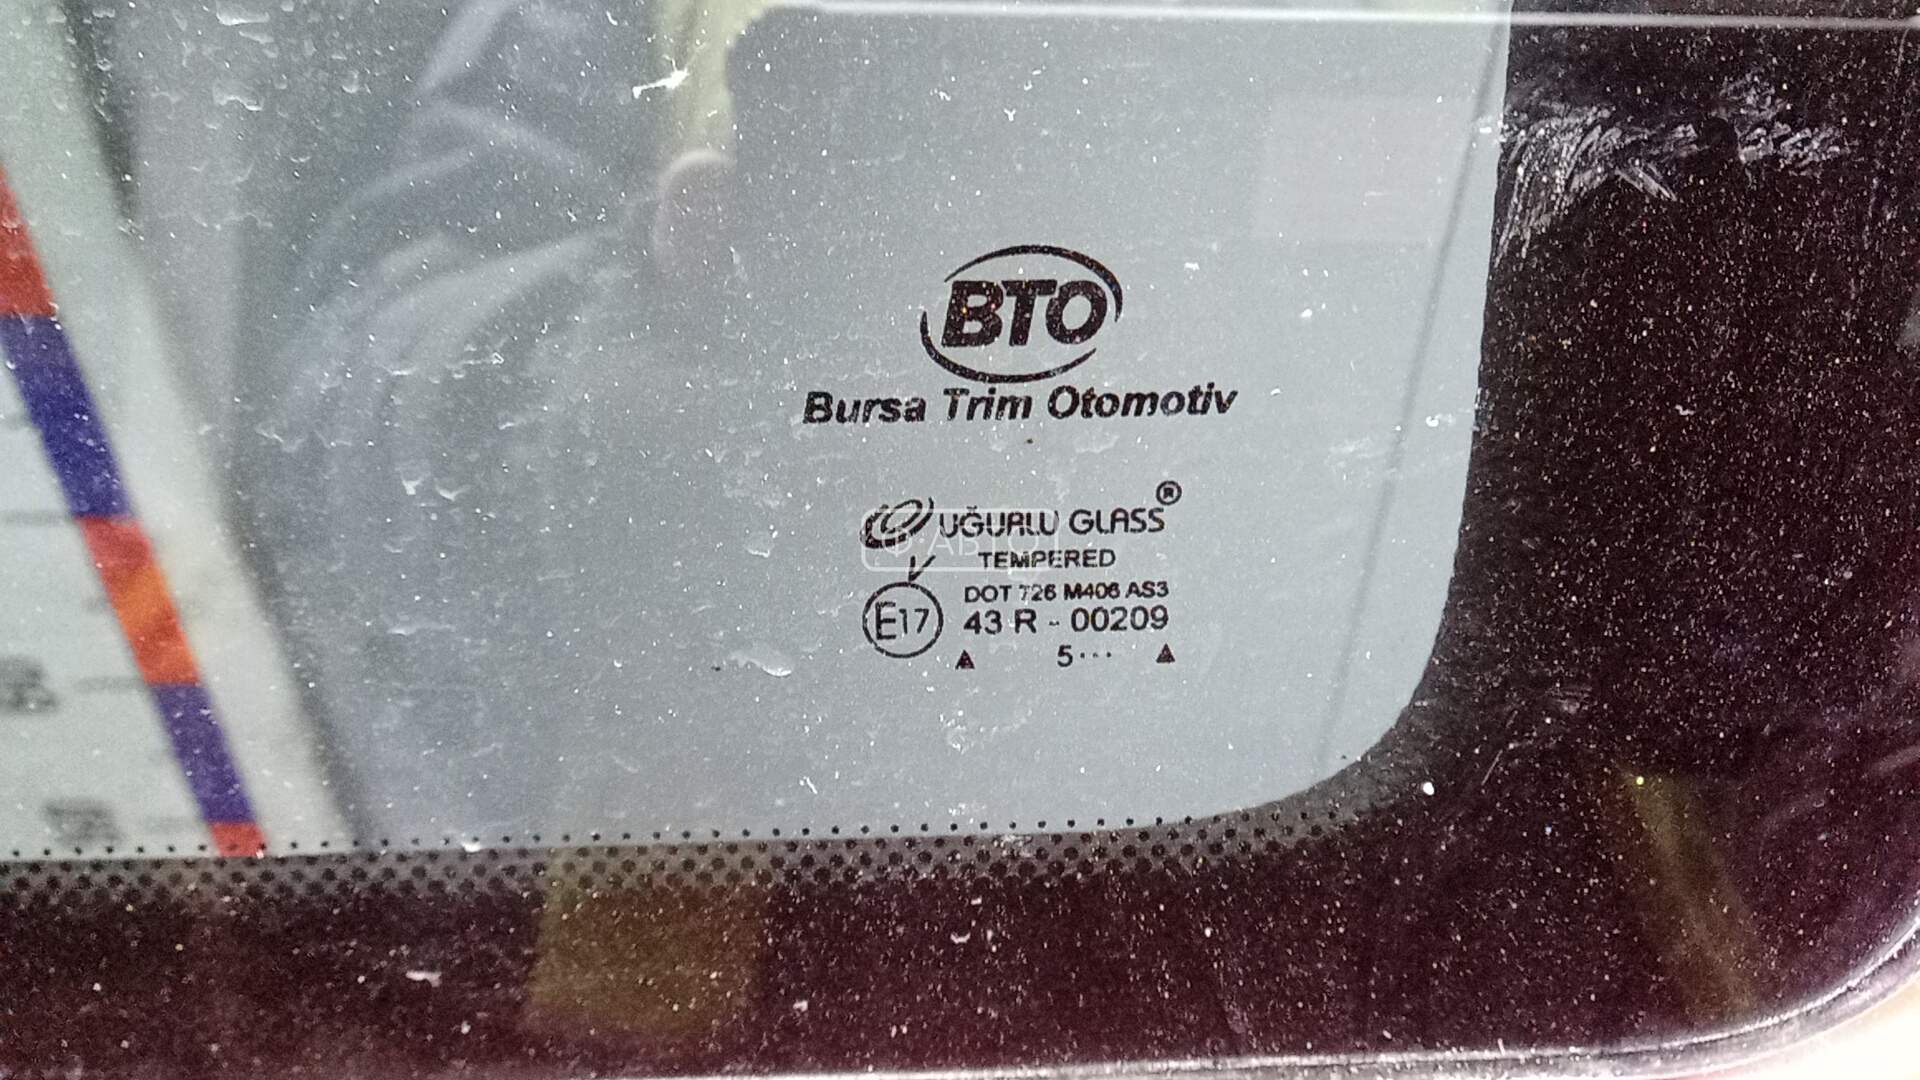 BTO
Bursa Trim Otomotiv
UĞURLU GLASS®
TEMPERED
V
DOT 726 M406 AS3
E17 43 R - 00209
▲ 5··· ▲